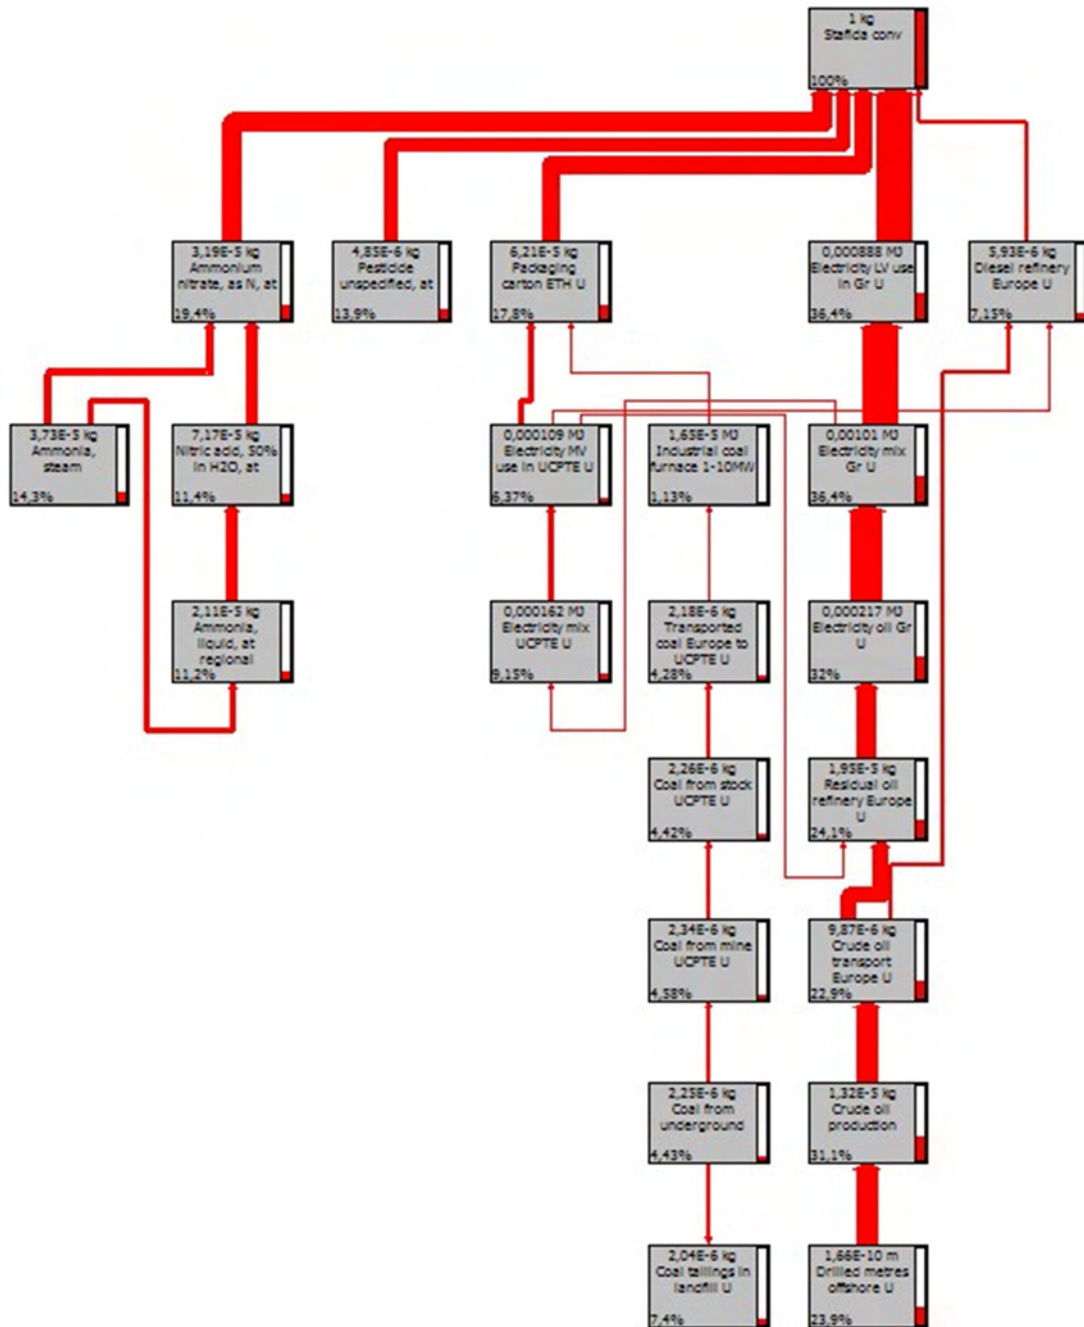 1 kg
Stafida conv
100%
3,19E-5 kg
Ammonium
nitrate, as N, at
19,4%
4,85E-6 kg
Pesticide
unspecified, at
13,9%
6,21E-5 kg
Packaging
carton ETH U
17,8%
0,000888 MJ
Electricity LV use
in Gr U
36,4%
5,93E-6 kg
Diesel refinery
Europe U
7,15%
3,73E-5 kg
Ammonia,
steam
14,3%
7,17E-5 kg
Nitric acid, 50%
in H2O, at
11,4%
0,000109 MJ
Electricity MV
use in UCPTE U
6,37%
1,65E-5 MJ
Industrial coal
furnace 1-10MW
1,13%
0,00101 MJ
Electricity mix
Gr U
36,4%
2,11E-5 kg
Ammonia,
liquid, at
regional
11,2%
0,000162 MJ
Electricity mix
UCPTE U
9,15%
2,18E-6 kg
Transported
coal Europe to
UCPTE U
4,28%
0,000217 MJ
Electricity oil Gr
U
32%
2,26E-6 kg
Coal from stock
UCPTE U
4,42%
1,95E-5 kg
Residual oil
refinery Europe
U
24,1%
2,34E-6 kg
Coal from mine
UCPTE U
4,58%
9,87E-6 kg
Crude oil
transport
Europe U
22,9%
2,25E-6 kg
Coal from
underground
4,43%
1,32E-5 kg
Crude oil
production
31,1%
2,04E-6 kg
Coal tailings in
landfill U
7,4%
1,66E-10 m
Drilled metres
offshore U
23,9%